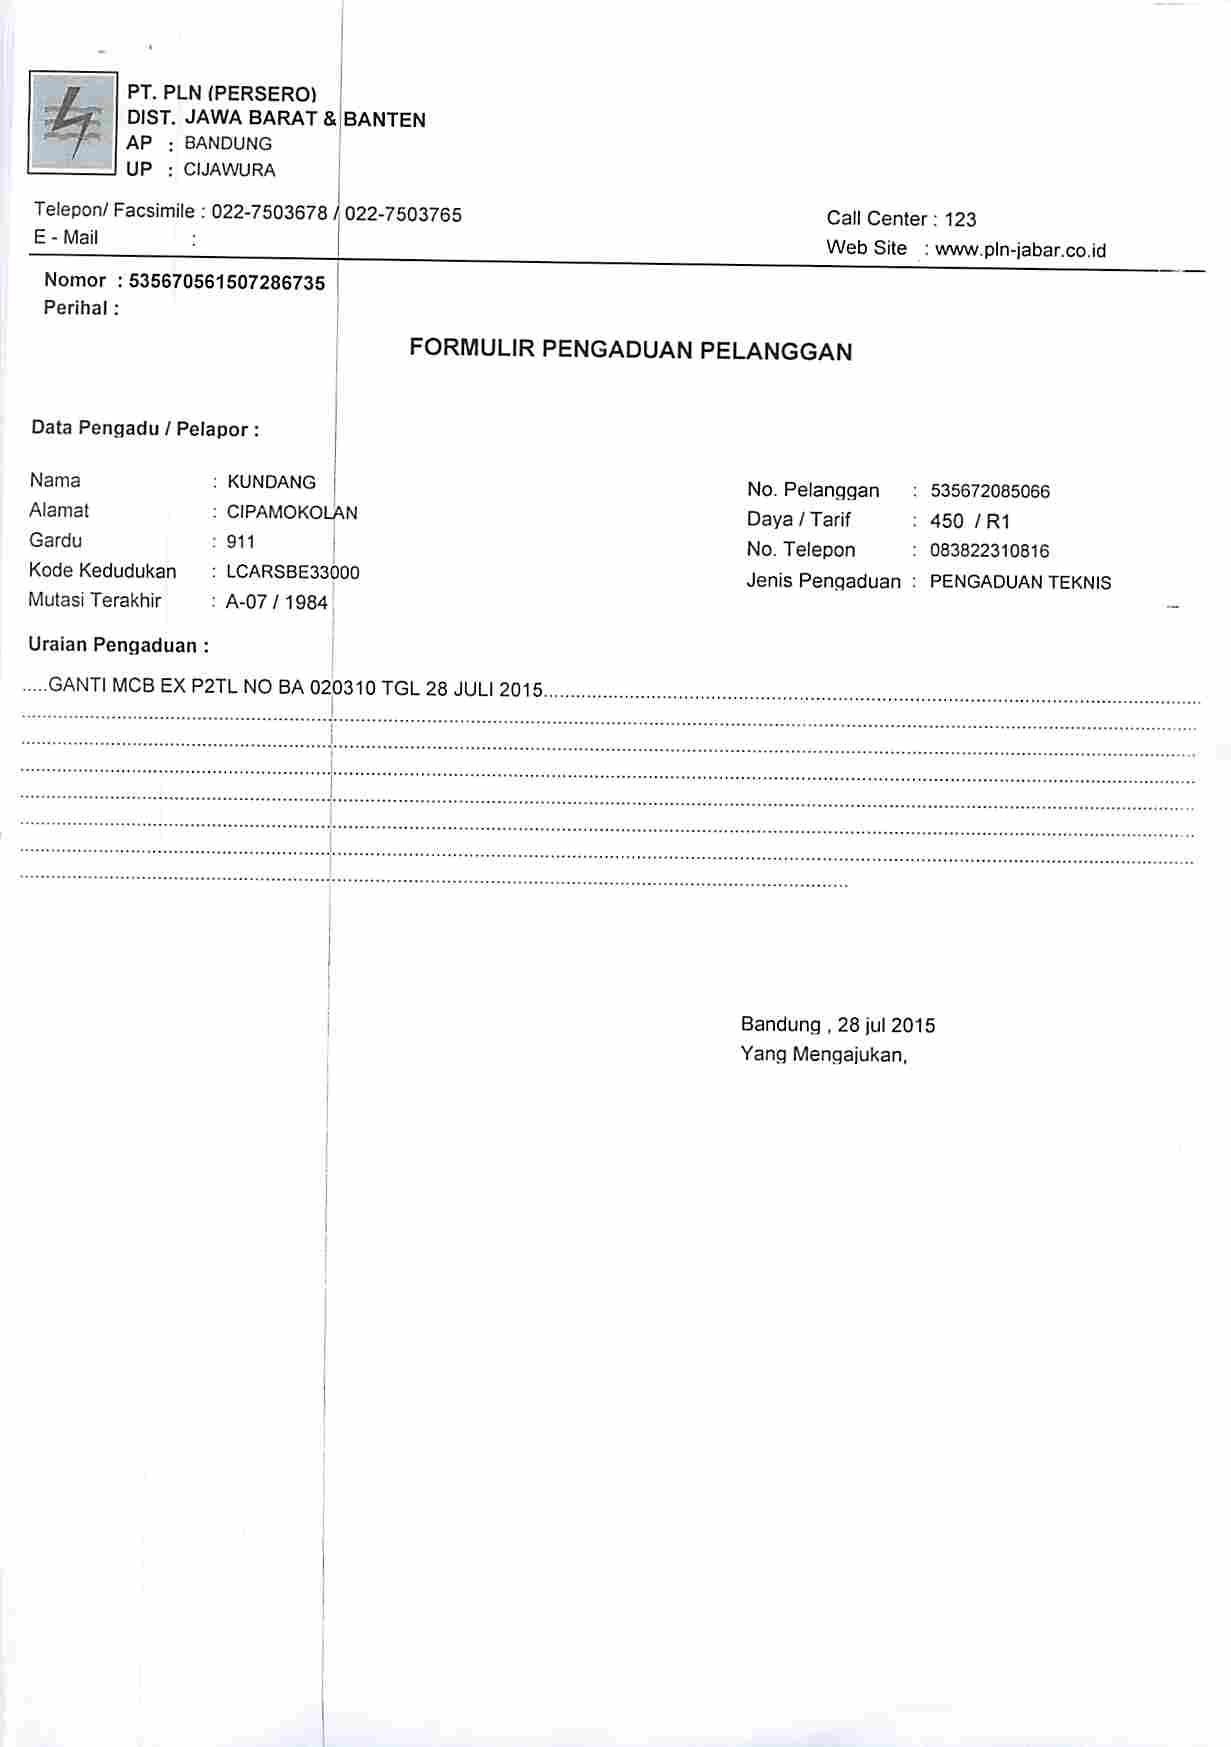 PT. PLN (PERSERO)
DIST. JAWA BARAT & BANTEN
AP : BANDUNG
UP : CIJAWURA
Telepon/ Facsimile : 022-7503678 / 022-7503765
E - Mail :
Call Center : 123
Web Site : www.pln-jabar.co.id
Nomor : 535670561507286735
Perihal :
FORMULIR PENGADUAN PELANGGAN
Data Pengadu / Pelapor :
Nama : KUNDANG
Alamat : CIPAMOKOLAN
Gardu : 911
Kode Kedudukan : LCARSBE33000
Mutasi Terakhir : A-07 / 1984
No. Pelanggan : 535672085066
Daya / Tarif : 450 / R1
No. Telepon : 083822310816
Jenis Pengaduan : PENGADUAN TEKNIS
Uraian Pengaduan :
.....GANTI MCB EX P2TL NO BA 020310 TGL 28 JULI 2015.....
Bandung , 28 jul 2015
Yang Mengajukan,